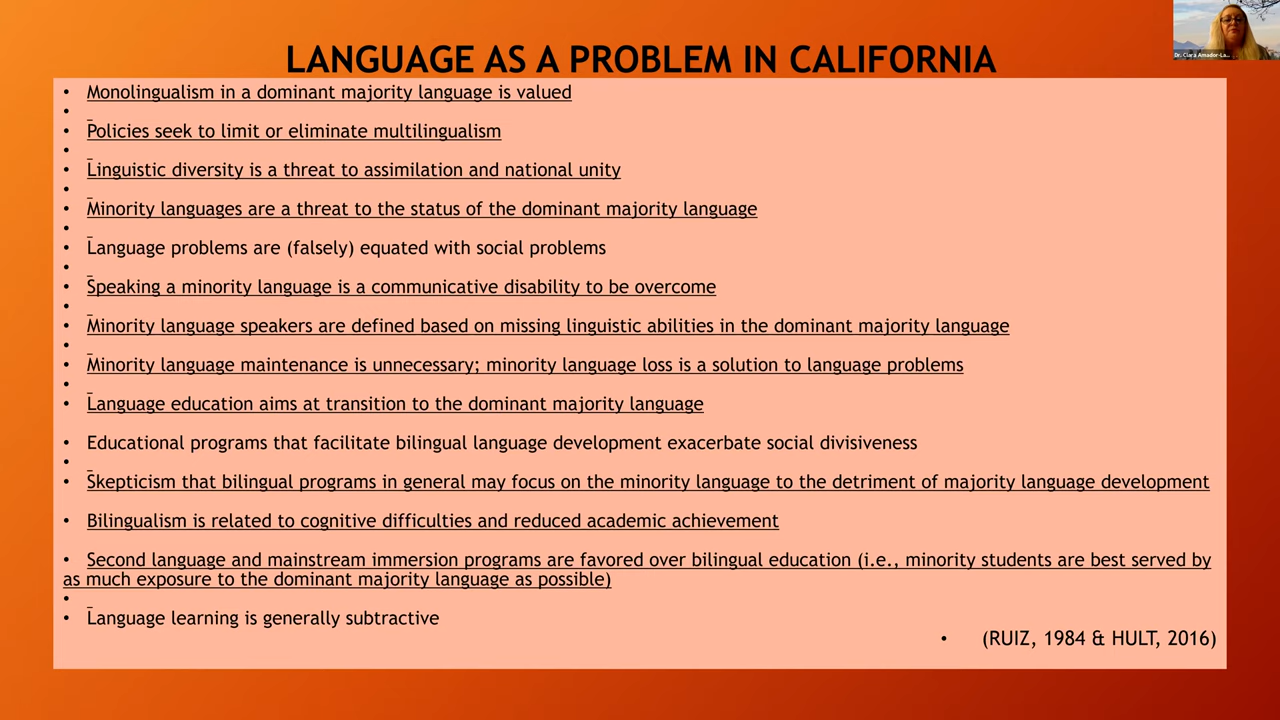 LANGUAGE AS A PROBLEM IN CALIFORNIA
Dr. Clara Amador-La...
• Monolingualism in a dominant majority language is valued
•
• Policies seek to limit or eliminate multilingualism
•
• Linguistic diversity is a threat to assimilation and national unity
•
• Minority languages are a threat to the status of the dominant majority language
•
• Language problems are (falsely) equated with social problems
•
• Speaking a minority language is a communicative disability to be overcome
•
• Minority language speakers are defined based on missing linguistic abilities in the dominant majority language
•
• Minority language maintenance is unnecessary; minority language loss is a solution to language problems
•
• Language education aims at transition to the dominant majority language
• Educational programs that facilitate bilingual language development exacerbate social divisiveness
•
• Skepticism that bilingual programs in general may focus on the minority language to the detriment of majority language development
• Bilingualism is related to cognitive difficulties and reduced academic achievement
• Second language and mainstream immersion programs are favored over bilingual education (i.e., minority students are best served by
as much exposure to the dominant majority language as possible)
•
• Language learning is generally subtractive
• (RUIZ, 1984 & HULT, 2016)